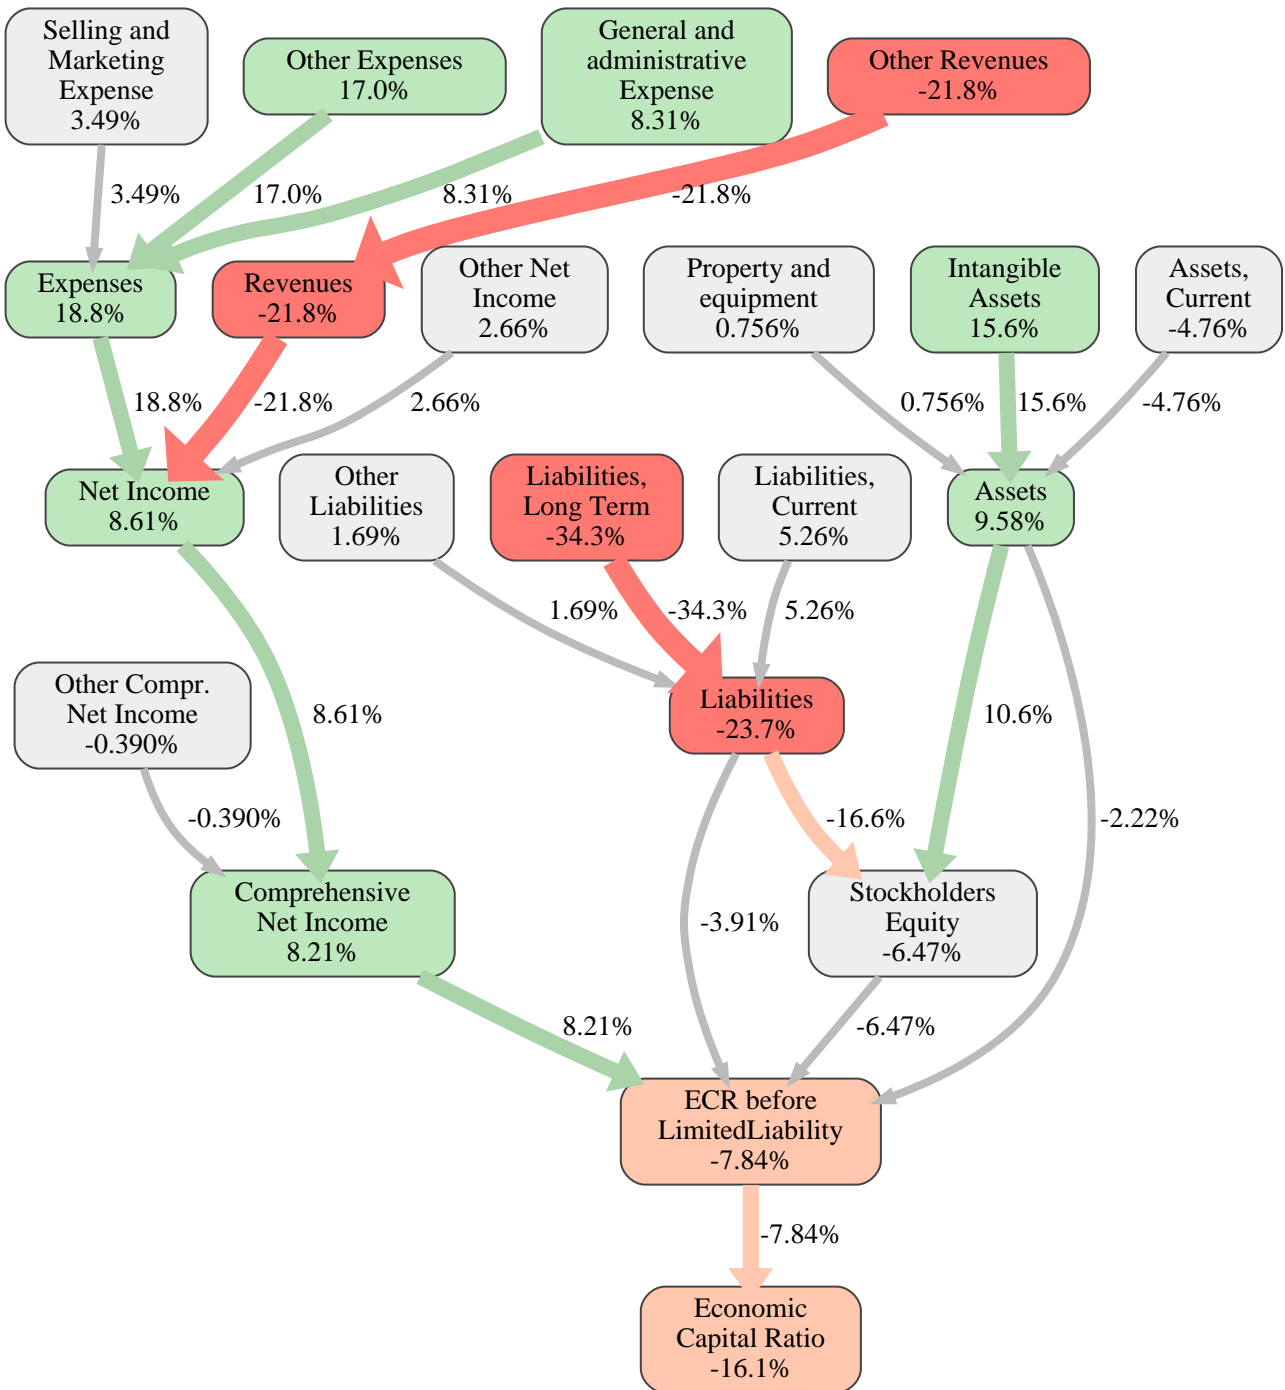 Selling and
Marketing
Expense
3.49%
Other Expenses
17.0%
General and
administrative
Expense
8.31%
Other Revenues
-21.8%
3.49%
17.0%
8.31%
-21.8%
Expenses
18.8%
Revenues
-21.8%
Other Net
Income
2.66%
Property and
equipment
0.756%
Intangible
Assets
15.6%
Assets,
Current
-4.76%
18.8%
-21.8%
2.66%
0.756%
15.6%
-4.76%
Net Income
8.61%
Other
Liabilities
1.69%
Liabilities,
Long Term
-34.3%
Liabilities,
Current
5.26%
Assets
9.58%
1.69%
-34.3%
5.26%
Other Compr.
Net Income
-0.390%
8.61%
Liabilities
-23.7%
10.6%
-0.390%
-16.6%
-2.22%
Comprehensive
Net Income
8.21%
-3.91%
Stockholders
Equity
-6.47%
8.21%
-6.47%
ECR before
LimitedLiability
-7.84%
-7.84%
Economic
Capital Ratio
-16.1%